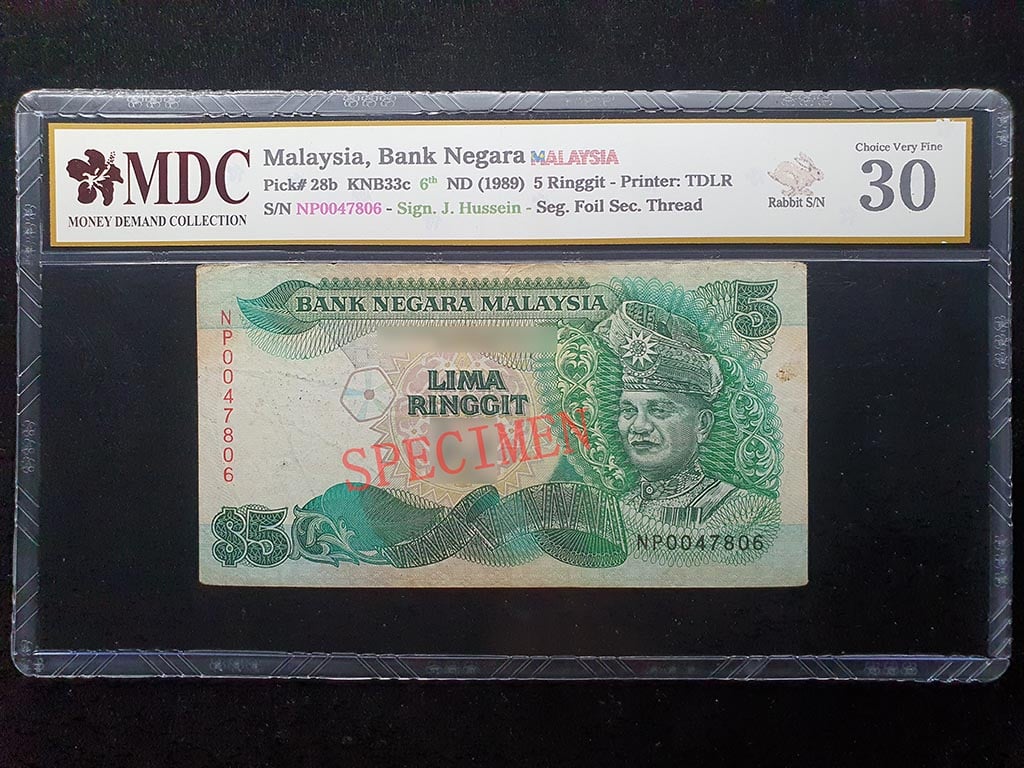 MDC
MONEY DEMAND COLLECTION
Malaysia, Bank Negara MALAYSIA
Pick# 28b KNB33c 6th ND (1989) 5 Ringgit - Printer: TDLR
S/N NP0047806 - Sign. J. Hussein - Seg. Foil Sec. Thread
Rabbit S/N
Choice Very Fine
30
BANK NEGARA MALAYSIA
5
NP0047806
LIMA
RINGGIT
SPECIMEN
$5
NP0047806